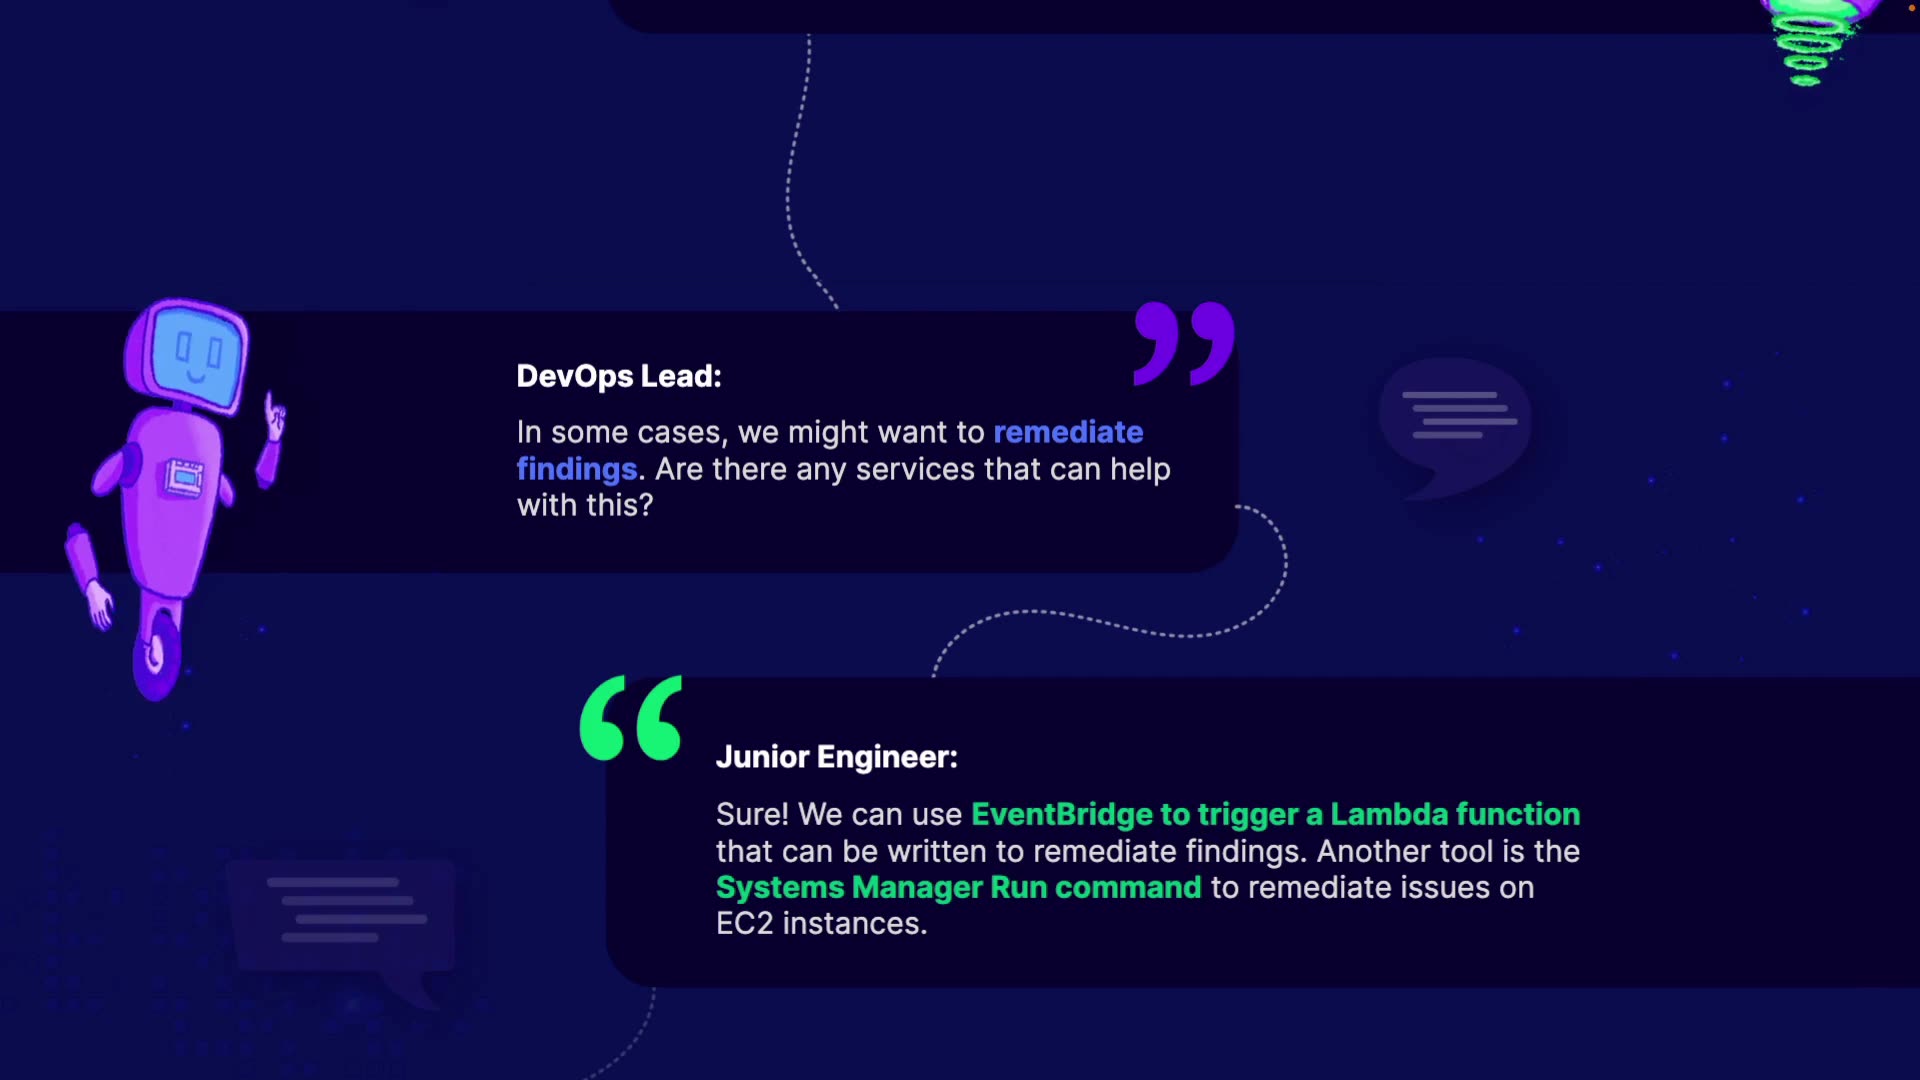 DevOps Lead:
In some cases, we might want to remediate
findings. Are there any services that can help
with this?
Junior Engineer:
Sure! We can use EventBridge to trigger a Lambda function
that can be written to remediate findings. Another tool is the
Systems Manager Run command to remediate issues on
EC2 instances.